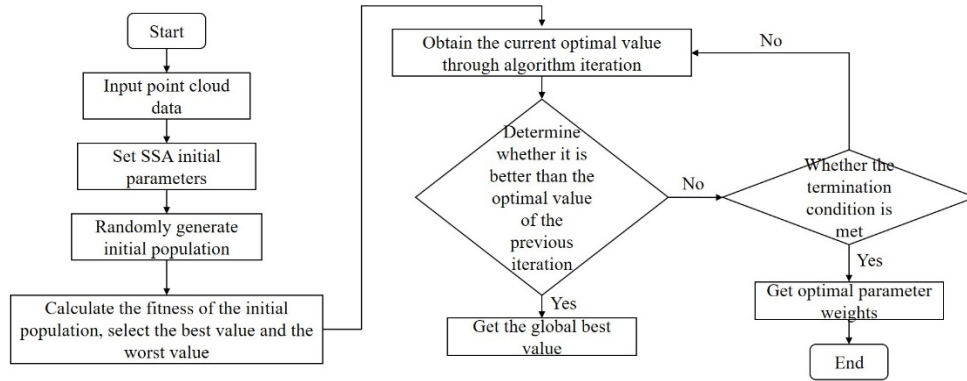 Start
Input point cloud
data
Set SSA initial
parameters
Randomly generate
initial population
Calculate the fitness of the initial
population, select the best value and the
worst value
Obtain the current optimal value
through algorithm iteration
Determine
whether it is
better than the
optimal value
of the
previous
iteration
Yes
Get the global best
value
No
No
Whether the
termination
condition is
met
Yes
Get optimal parameter
weights
End